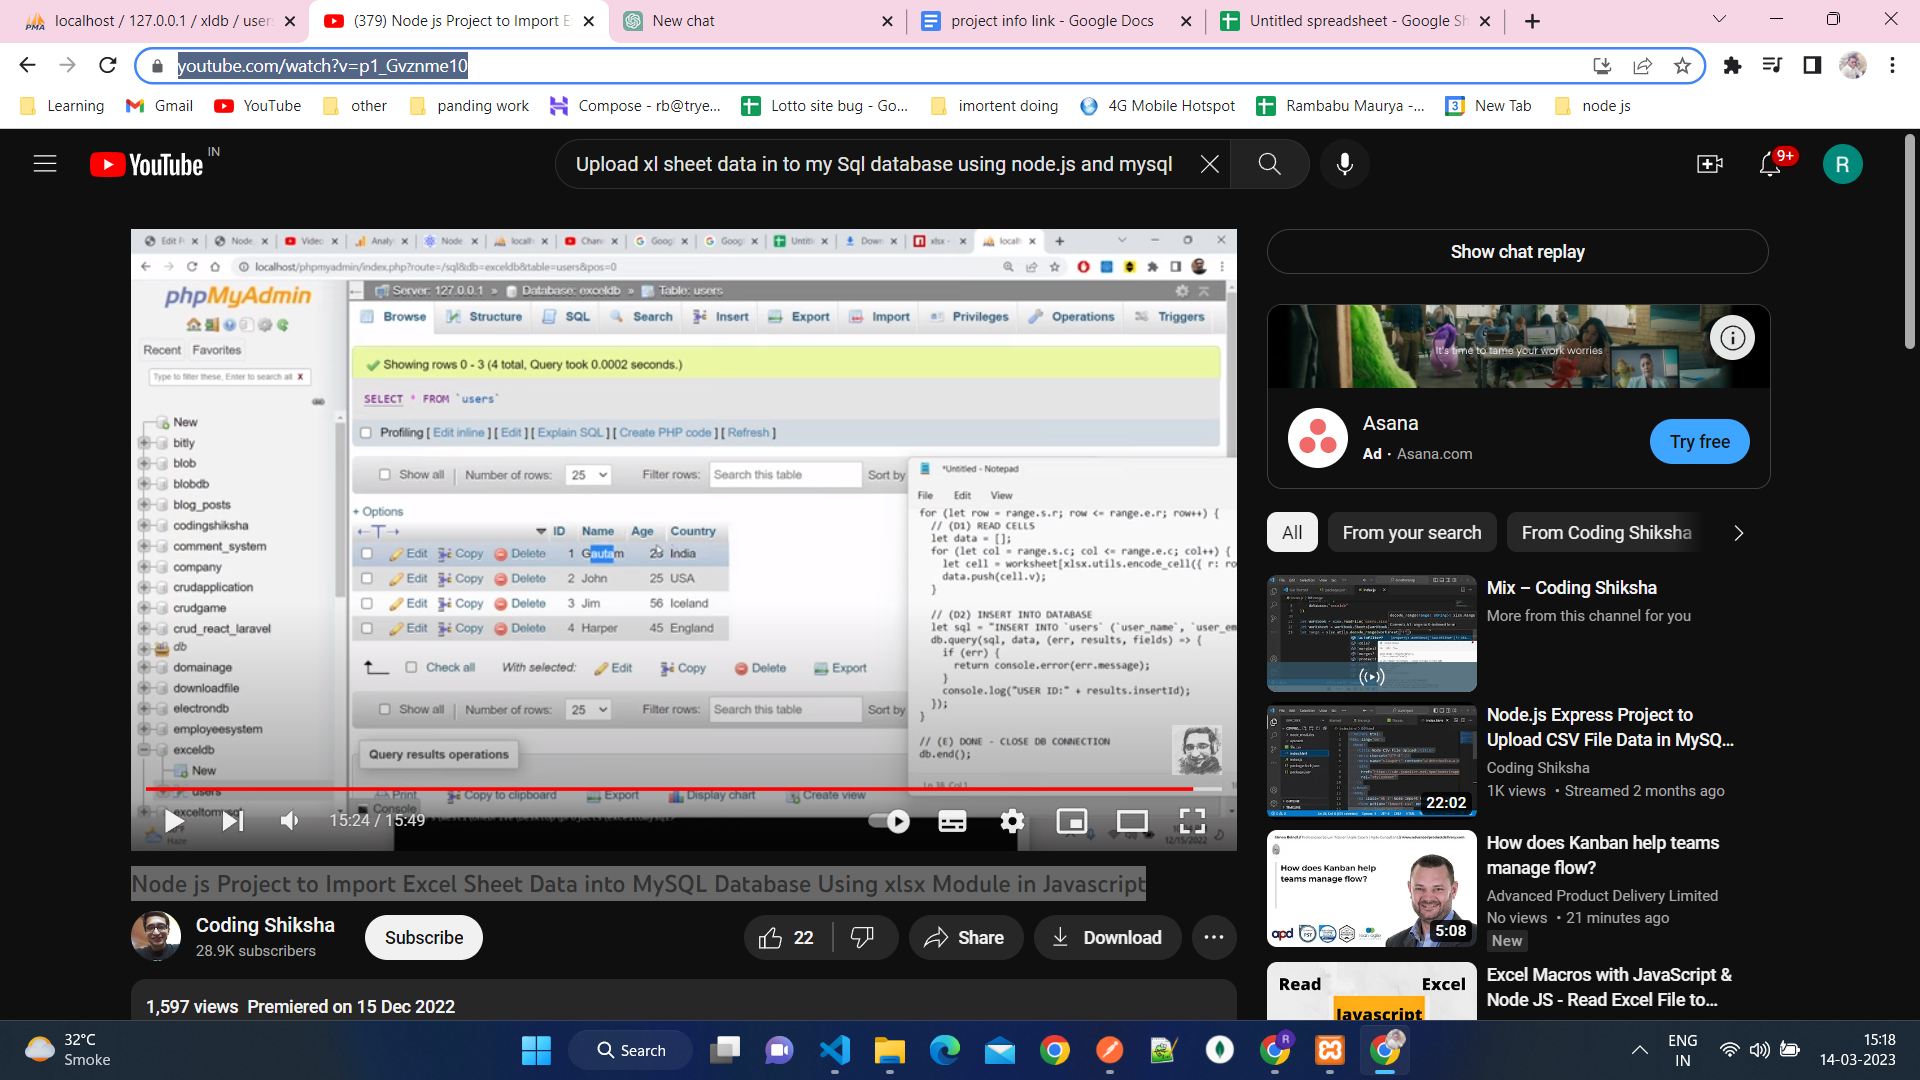 localhost / 127.0.0.1 / xldb / users
(379) Node js Project to Import E
New chat
project info link - Google Docs
Untitled spreadsheet - Google Sh
youtube.com/watch?v=p1_Gvznme10
Learning
Gmail
YouTube
other
panding work
Compose - rb@trye...
Lotto site bug - Go...
imortent doing
4G Mobile Hotspot
Rambabu Maurya -...
New Tab
node js
YouTube IN
Upload xl sheet data in to my Sql database using node.js and mysql
9+
R
localhost/phpmyadmin/index.php?route=/sql&db=exceldb&table=users&pos=0
phpMyAdmin
Server: 127.0.0.1 » Database: exceldb » Table: users
Browse Structure SQL Search Insert Export Import Privileges Operations Triggers
Recent Favorites
Type to filter these, Enter to search all X
New
bitly
blob
blobdb
blog_posts
codingshiksha
comment_system
company
crudapplication
crudgame
crud_react_laravel
db
domainage
downloadfile
electrondb
employeesystem
exceldb
New
users
Showing rows 0 - 3 (4 total, Query took 0.0002 seconds.)
SELECT * FROM `users`
Profiling [ Edit inline ] [ Edit ] [ Explain SQL ] [ Create PHP code ] [ Refresh ]
Show all | Number of rows: 25 Filter rows: Search this table Sort by
+ Options
ID Name Age Country
Edit Copy Delete 1 Gautam India
Edit Copy Delete 2 John 25 USA
Edit Copy Delete 3 Jim 56 Iceland
Edit Copy Delete 4 Harper 45 England
Check all With selected: Edit Copy Delete Export
Show all | Number of rows: 25 Filter rows: Search this table Sort by
Query results operations
Print Copy to clipboard Export Display chart Create view
Console
*Untitled - Notepad
File Edit View
for (let row = range.s.r; row <= range.e.r; row++) {
// (D1) READ CELLS
let data = [];
for (let col = range.s.c; col <= range.e.c; col++) {
let cell = worksheet[xlsx.utils.encode_cell({ r: ro
data.push(cell.v);
}
// (D2) INSERT INTO DATABASE
let sql = "INSERT INTO `users` (`user_name`, `user_em
db.query(sql, data, (err, results, fields) => {
if (err) {
return console.error(err.message);
}
console.log("USER ID:" + results.insertId);
});
}
// (E) DONE - CLOSE DB CONNECTION
db.end();
15:24 / 15:49
Node js Project to Import Excel Sheet Data into MySQL Database Using xlsx Module in Javascript
Coding Shiksha
28.9K subscribers
Subscribe
22
Share
Download
1,597 views Premiered on 15 Dec 2022
Show chat replay
It's time to tame your work worries
Asana
Ad · Asana.com
Try free
All
From your search
From Coding Shiksha
Mix – Coding Shiksha
More from this channel for you
Node.js Express Project to
Upload CSV File Data in MySQ...
Coding Shiksha
1K views • Streamed 2 months ago
22:02
How does Kanban help teams
manage flow?
5:08
How does Kanban help teams
manage flow?
Advanced Product Delivery Limited
No views • 21 minutes ago
New
Read Excel
Javascript
Excel Macros with JavaScript &
Node JS - Read Excel File to...
32°C
Smoke
Search
ENG
IN
15:18
14-03-2023